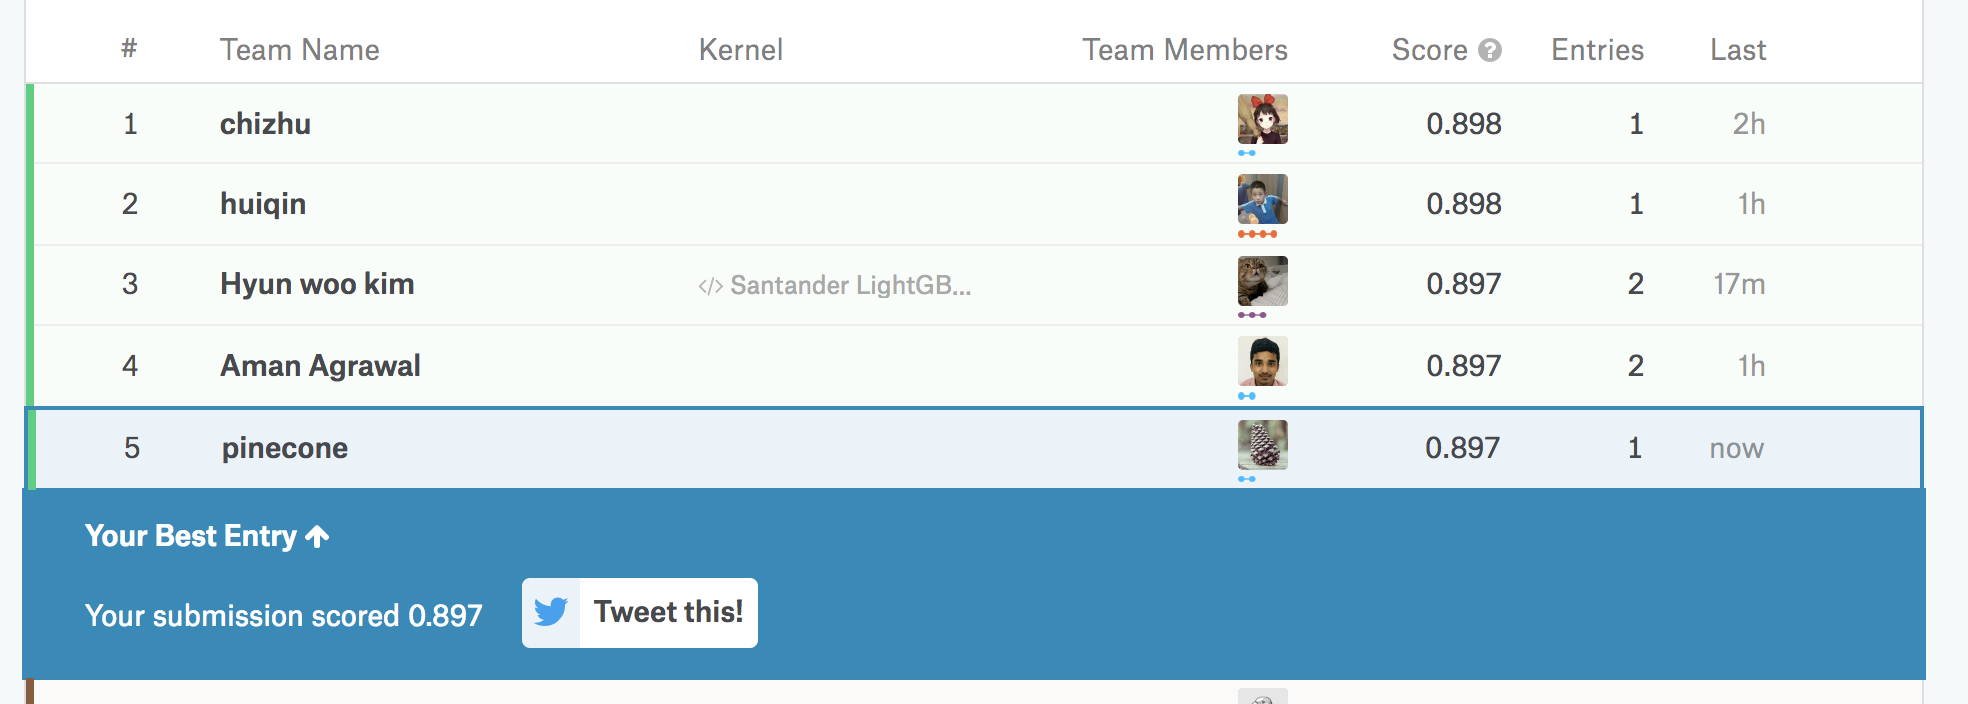 # Team Name Kernel Team Members Score ? Entries Last
1 chizhu 0.898 1 2h
2 huiqin 0.898 1 1h
3 Hyun woo kim </> Santander LightGB... 0.897 2 17m
4 Aman Agrawal 0.897 2 1h
5 pinecone 0.897 1 now
Your Best Entry ↑
Your submission scored 0.897 Tweet this!